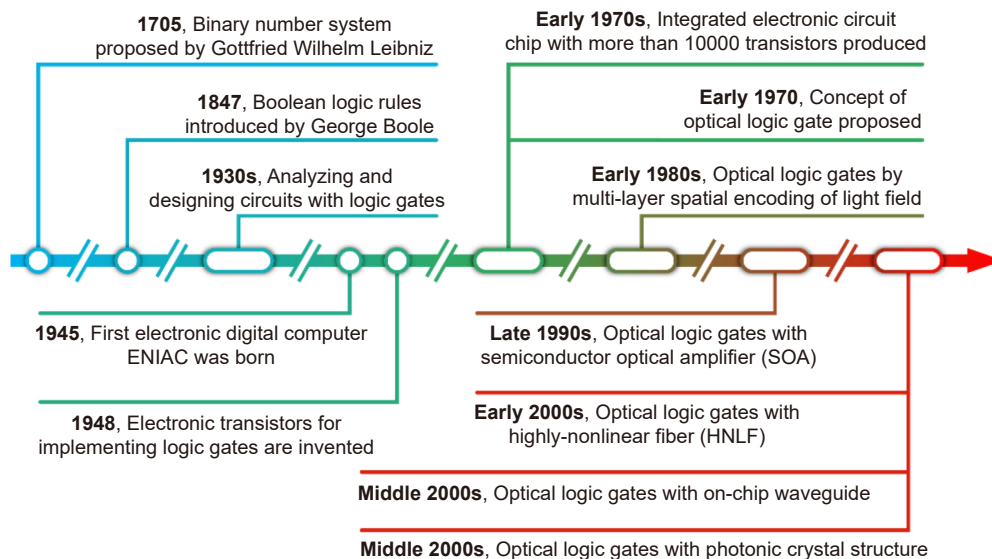 1705, Binary number system
proposed by Gottfried Wilhelm Leibniz
1847, Boolean logic rules
introduced by George Boole
1930s, Analyzing and
designing circuits with logic gates
Early 1970s, Integrated electronic circuit
chip with more than 10000 transistors produced
Early 1970, Concept of
optical logic gate proposed
Early 1980s, Optical logic gates by
multi-layer spatial encoding of light field
1945, First electronic digital computer
ENIAC was born
1948, Electronic transistors for
implementing logic gates are invented
Late 1990s, Optical logic gates with
semiconductor optical amplifier (SOA)
Early 2000s, Optical logic gates with
highly-nonlinear fiber (HNLF)
Middle 2000s, Optical logic gates with on-chip waveguide
Middle 2000s, Optical logic gates with photonic crystal structure